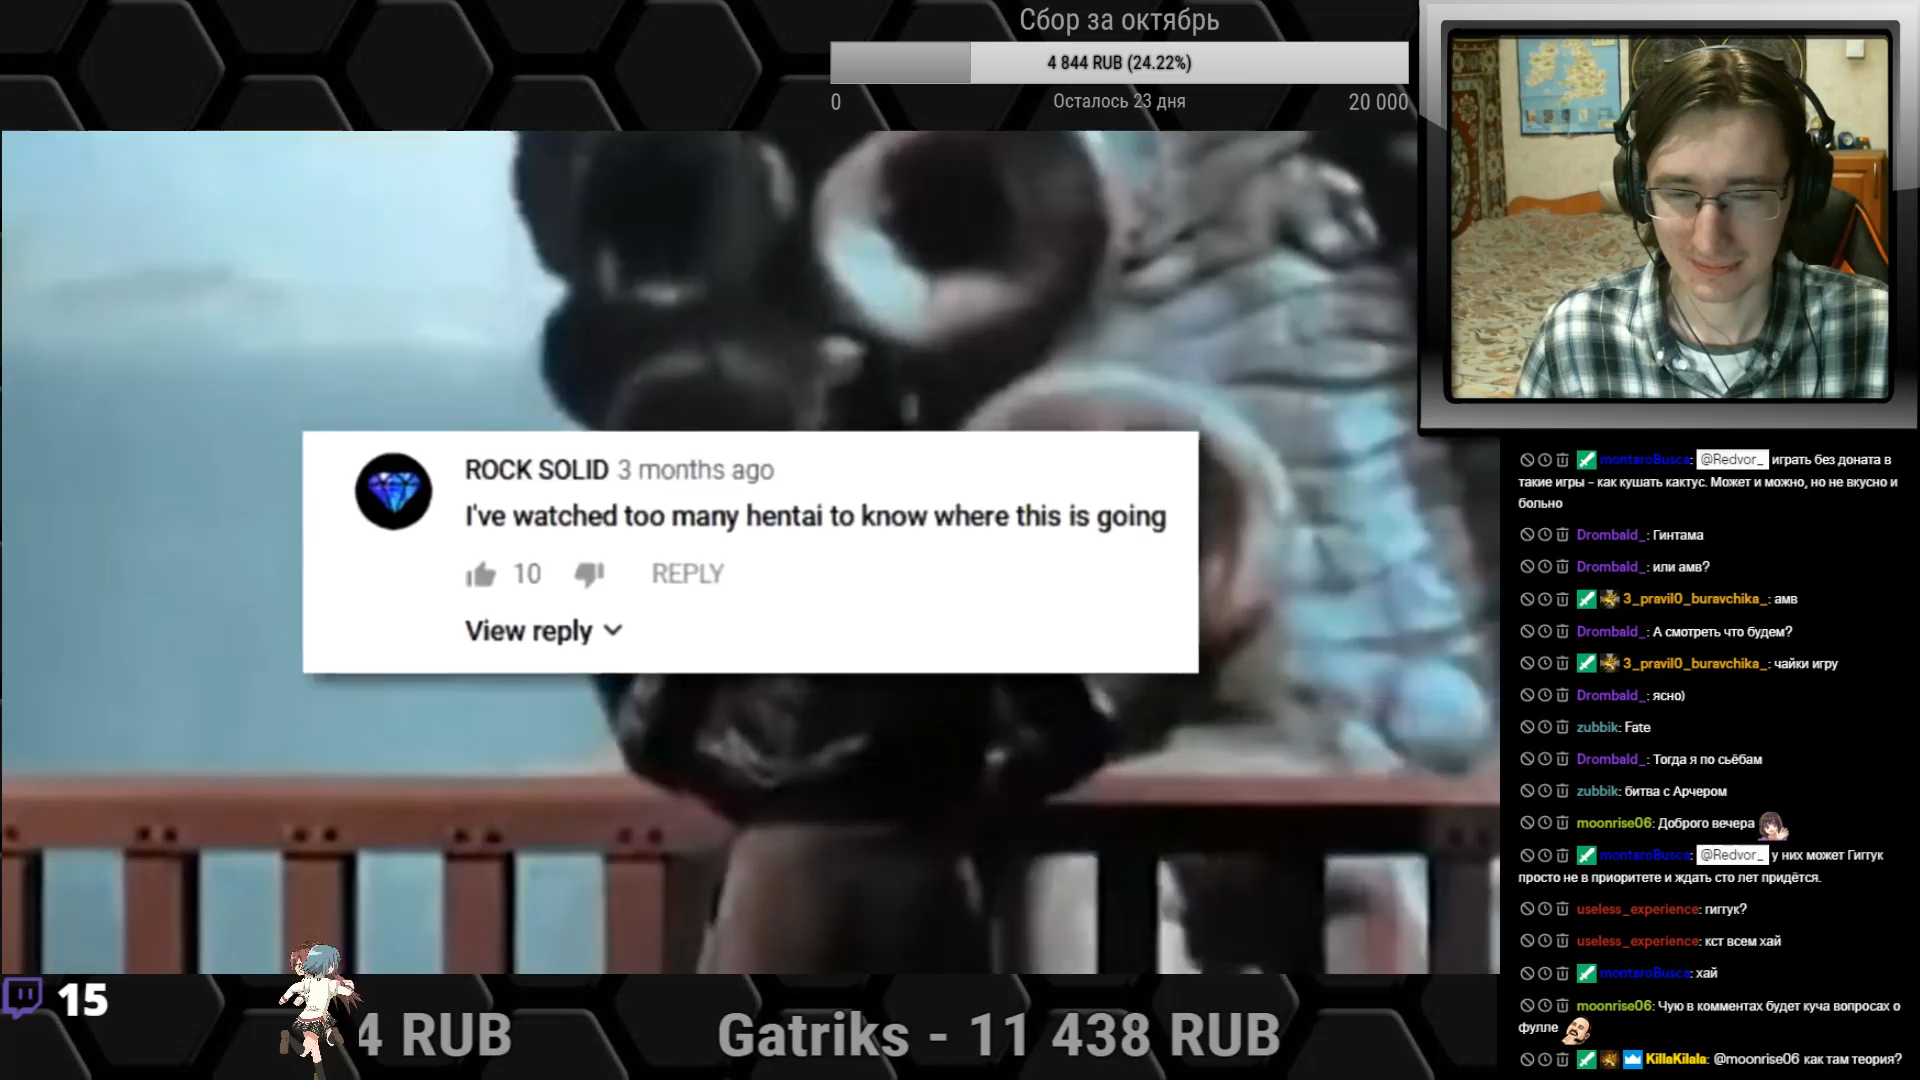 Сбор за октябрь
4 844 RUB (24.22%)
0
Осталось 23 дня
20 000
ROCK SOLID 3 months ago
I've watched too many hentai to know where this is going
10
REPLY
View reply
15
4 RUB
Gatriks - 11 438 RUB
montaroBusca: @Redvor_ играть без доната в
такие игры – как кушать кактус. Может и можно, но не вкусно и
больно
Drombald_: Гинтама
Drombald_: или амв?
3_pravil0_buravchika_: амв
Drombald_: А смотреть что будем?
3_pravil0_buravchika_: чайки игру
Drombald_: ясно)
zubbik: Fate
Drombald_: Тогда я по съёбам
zubbik: битва с Арчером
moonrise06: Доброго вечера
montaroBusca: @Redvor_ у них может Гиггук
просто не в приоритете и ждать сто лет придётся.
useless_experience: гиггук?
useless_experience: кст всем хай
montaroBusca: хай
moonrise06: Чую в комментах будет куча вопросах о
фулле
KillaKilala: @moonrise06 как там теория?